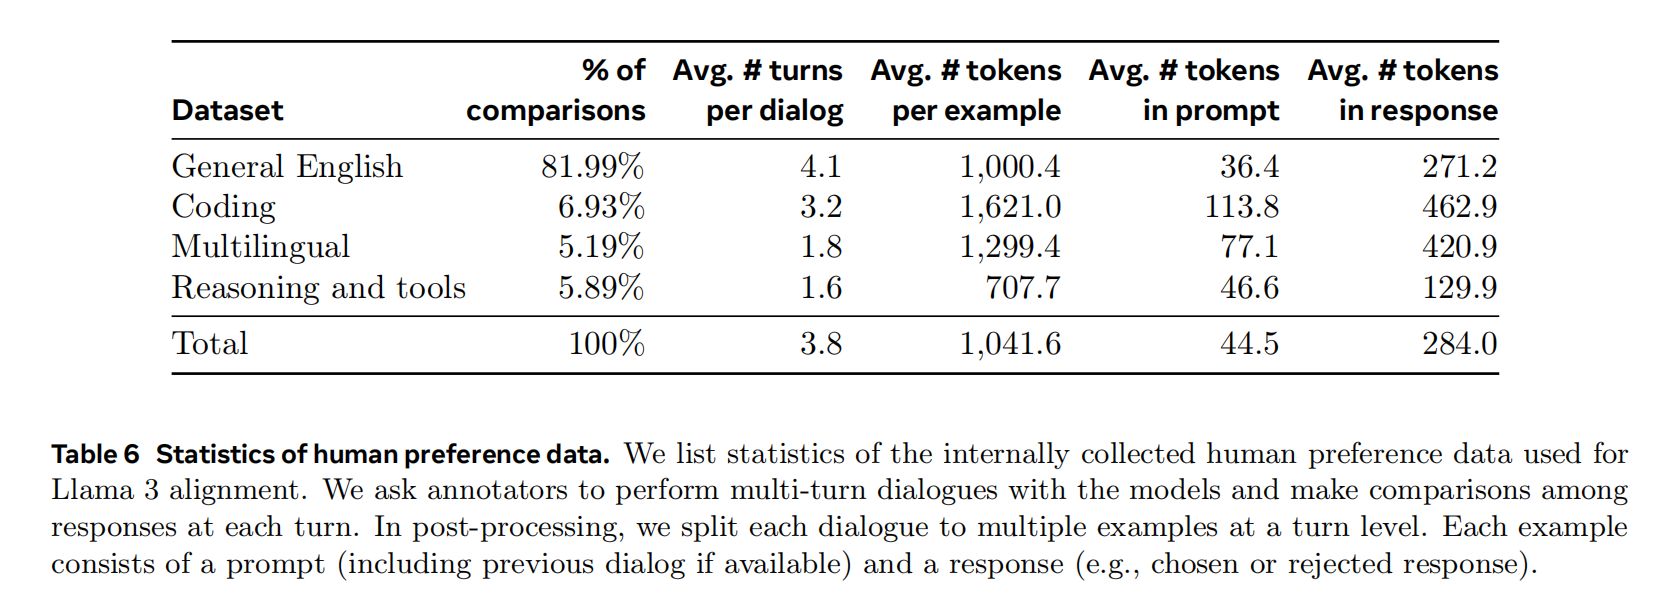 % of Avg. # turns Avg. # tokens Avg. # tokens Avg. # tokens
Dataset comparisons per dialog per example in prompt in response
General English 81.99% 4.1 1,000.4 36.4 271.2
Coding 6.93% 3.2 1,621.0 113.8 462.9
Multilingual 5.19% 1.8 1,299.4 77.1 420.9
Reasoning and tools 5.89% 1.6 707.7 46.6 129.9
Total 100% 3.8 1,041.6 44.5 284.0
Table 6 Statistics of human preference data. We list statistics of the internally collected human preference data used for
Llama 3 alignment. We ask annotators to perform multi-turn dialogues with the models and make comparisons among
responses at each turn. In post-processing, we split each dialogue to multiple examples at a turn level. Each example
consists of a prompt (including previous dialog if available) and a response (e.g., chosen or rejected response).